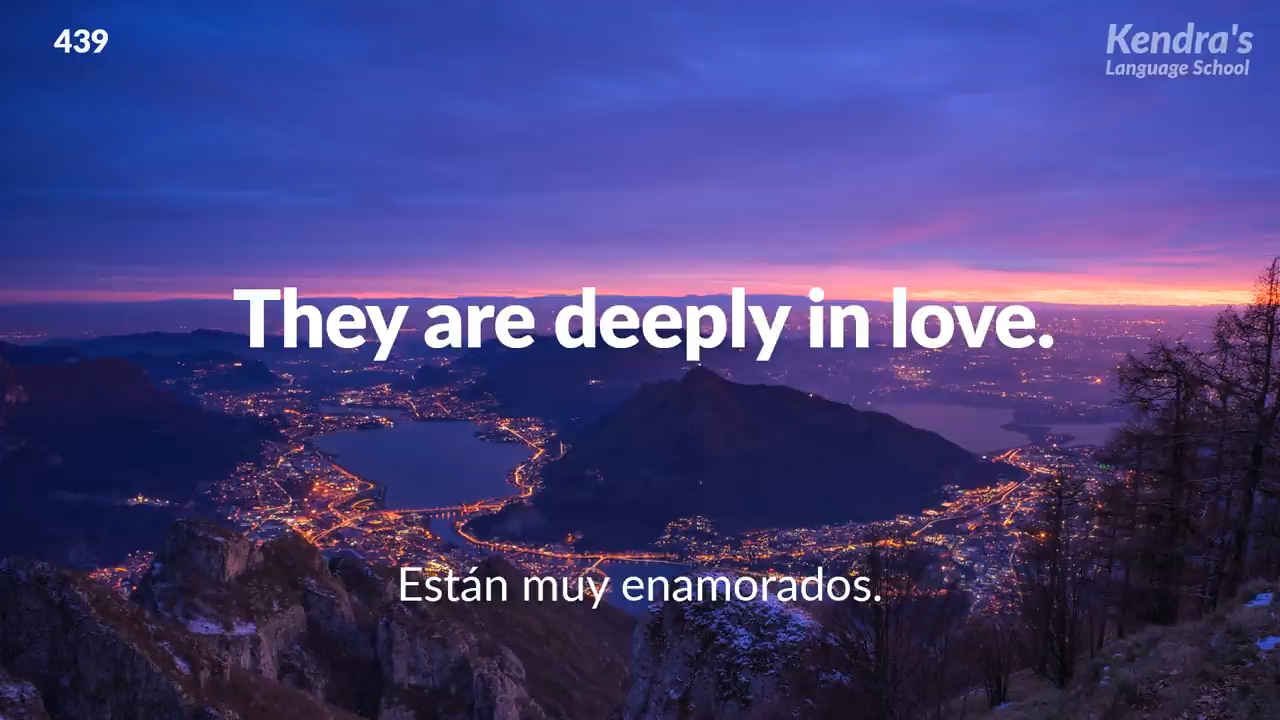 439
Kendra's
Language School
They are deeply in love.
Están muy enamorados.